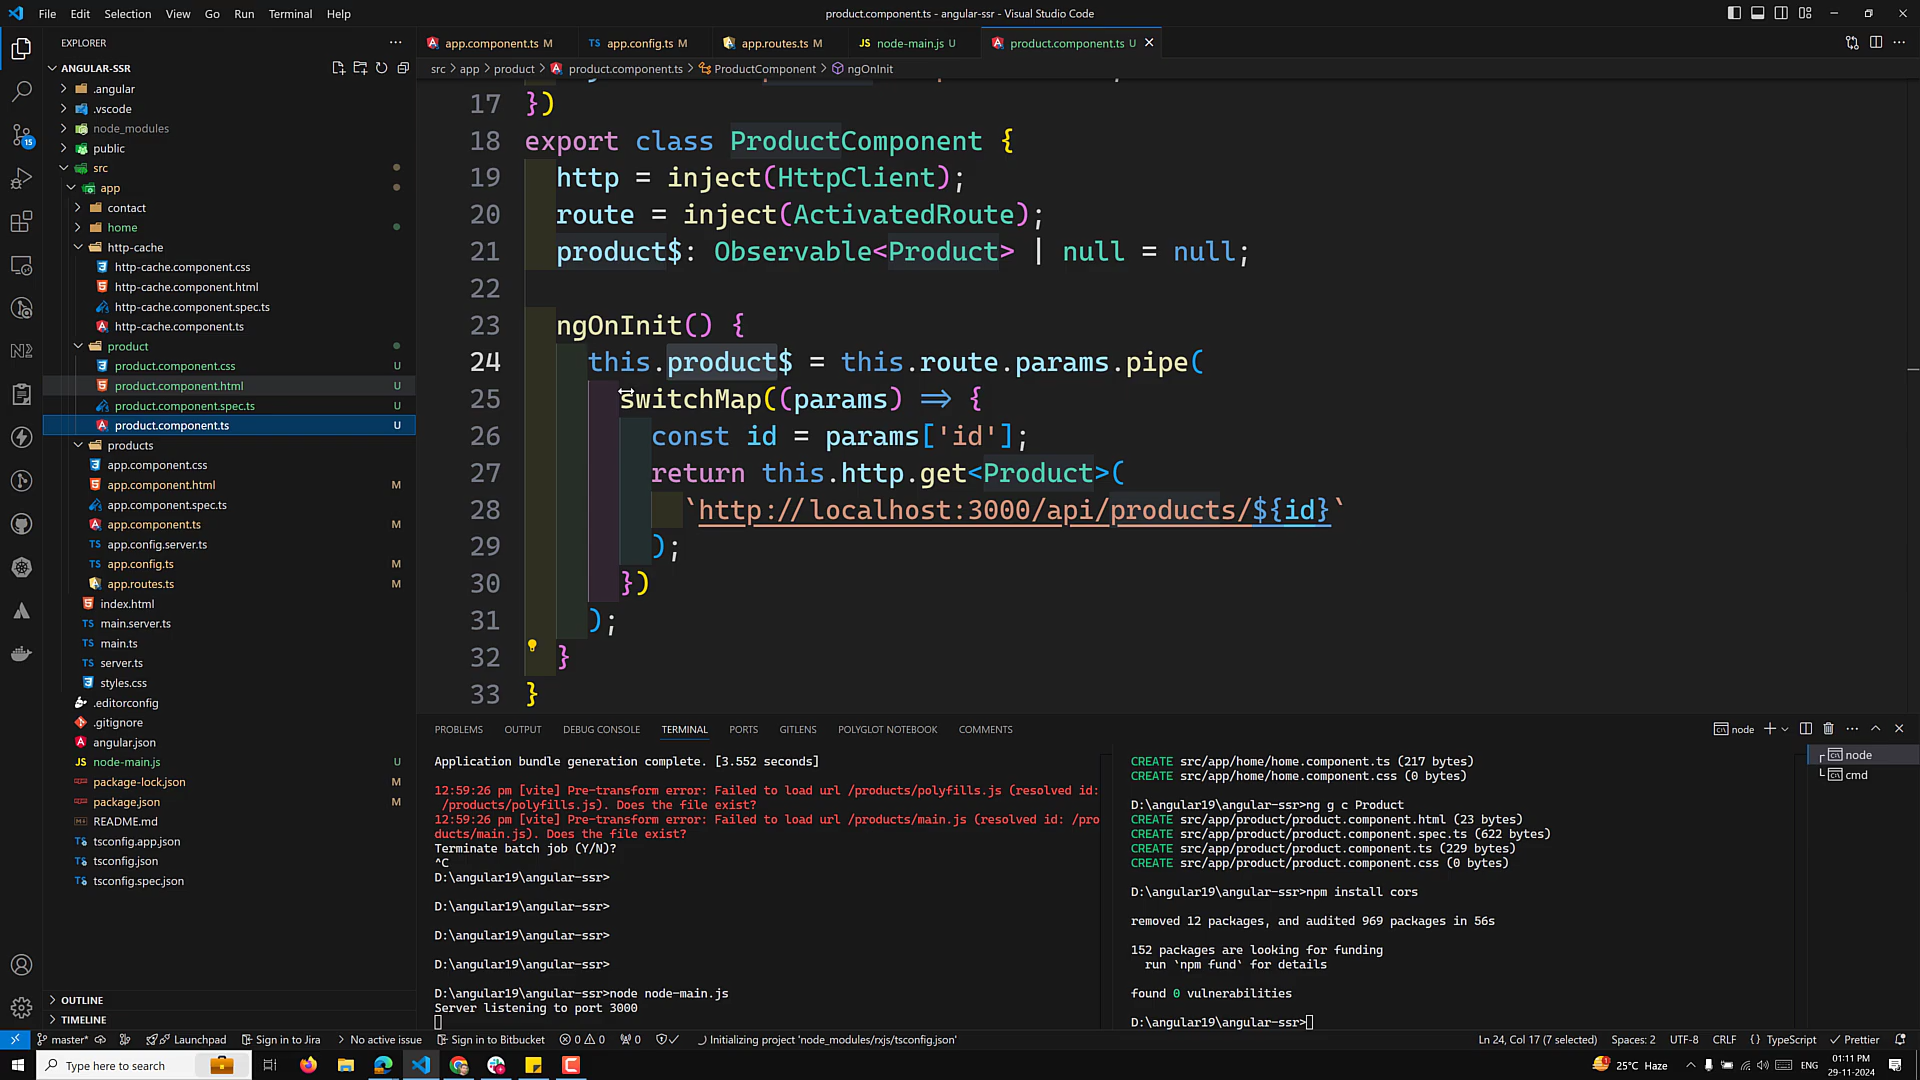 File Edit Selection View Go Run Terminal Help
product.component.ts - angular-ssr - Visual Studio Code
EXPLORER
ANGULAR-SSR
.angular
.vscode
node_modules
public
src
app
contact
home
http-cache
http-cache.component.css
http-cache.component.html
http-cache.component.spec.ts
http-cache.component.ts
product
product.component.css U
product.component.html U
product.component.spec.ts U
product.component.ts U
products
app.component.css
app.component.html M
app.component.spec.ts
app.component.ts M
app.config.server.ts
TS app.config.ts M
app.routes.ts M
index.html
TS main.server.ts
TS main.ts
TS server.ts
styles.css
.editorconfig
.gitignore
angular.json
JS node-main.js U
package-lock.json M
package.json M
README.md
tsconfig.app.json
tsconfig.json
tsconfig.spec.json
OUTLINE
TIMELINE
15
app.component.ts M TS app.config.ts M app.routes.ts M JS node-main.js U product.component.ts U
src > app > product > product.component.ts > ProductComponent > ngOnInit
17 })
18 export class ProductComponent {
19 http = inject(HttpClient);
20 route = inject(ActivatedRoute);
21 product$: Observable<Product> | null = null;
22
23 ngOnInit() {
24 this.product$ = this.route.params.pipe(
25 switchMap((params) => {
26 const id = params['id'];
27 return this.http.get<Product>(
28 `http://localhost:3000/api/products/${id}`
29 );
30 })
31 );
32 }
33 }
PROBLEMS OUTPUT DEBUG CONSOLE TERMINAL PORTS GITLENS POLYGLOT NOTEBOOK COMMENTS
node
Application bundle generation complete. [3.552 seconds]
12:59:26 pm [vite] Pre-transform error: Failed to load url /products/polyfills.js (resolved id:
/products/polyfills.js). Does the file exist?
12:59:26 pm [vite] Pre-transform error: Failed to load url /products/main.js (resolved id: /pro
ducts/main.js). Does the file exist?
Terminate batch job (Y/N)?
^C
D:\angular19\angular-ssr>
D:\angular19\angular-ssr>
D:\angular19\angular-ssr>
D:\angular19\angular-ssr>
D:\angular19\angular-ssr>node node-main.js
Server listening to port 3000
CREATE src/app/home/home.component.ts (217 bytes)
CREATE src/app/home/home.component.css (0 bytes)
D:\angular19\angular-ssr>ng g c Product
CREATE src/app/product/product.component.html (23 bytes)
CREATE src/app/product/product.component.spec.ts (622 bytes)
CREATE src/app/product/product.component.ts (229 bytes)
CREATE src/app/product/product.component.css (0 bytes)
D:\angular19\angular-ssr>npm install cors
removed 12 packages, and audited 969 packages in 56s
152 packages are looking for funding
run `npm fund` for details
found 0 vulnerabilities
D:\angular19\angular-ssr>
node
cmd
master* Launchpad Sign in to Jira No active issue Sign in to Bitbucket 0 0 0 Initializing project 'node_modules/rxjs/tsconfig.json'
Ln 24, Col 17 (7 selected) Spaces: 2 UTF-8 CRLF {} TypeScript Prettier
Type here to search
25°C Haze ENG
01:11 PM
29-11-2024